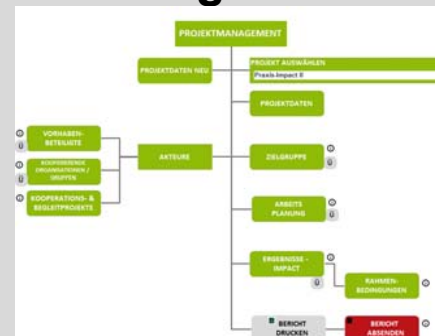 PROJEKTMANAGEMENT
PROJEKTDATEN NEU
PROJEKT AUSWÄHLEN
Praxis-Impact II
PROJEKTDATEN
VORHABEN-
BETEILIGTE
Ü
KOOPERIERENDE
ORGANISATIONEN /
GRUPPEN
Ü
KOOPERATIONS- &
BEGLEITPROJEKTE
AKTEURE
ZIELGRUPPE
Ü
ARBEITS
PLANUNG
Ü
ERGEBNISSE -
IMPACT
Ü
RAHMEN-
BEDINGUNGEN
BERICHT
DRUCKEN
BERICHT
ABSENDEN